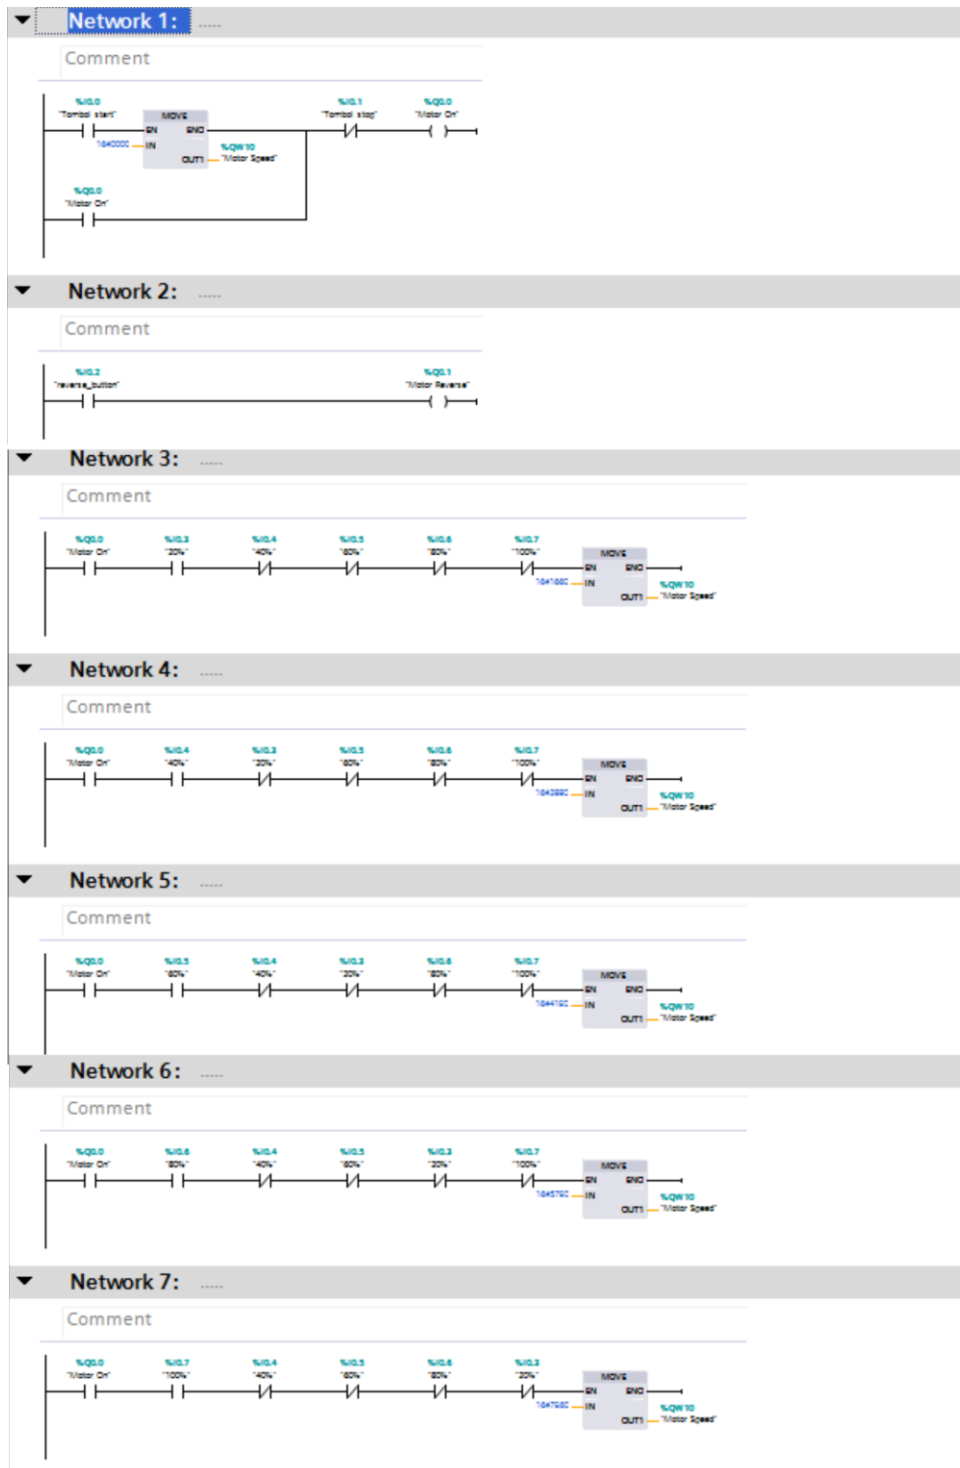 Network 1: .....
Comment
%I0.0 %I0.1 %Q0.0
"Tombol start" MOVE "Tombol stop" "Motor On"
EN ENO
16#0000 IN %QW10
OUT1 "Motor Speed"
%Q0.0
"Motor On"
Network 2: .....
Comment
%I0.2 %Q0.1
"reverse_button" "Motor Reverse"
Network 3: .....
Comment
%Q0.0 %I0.3 %I0.4 %I0.5 %I0.6 %I0.7
"Motor On" "20%" "40%" "60%" "80%" "100%"
MOVE
EN ENO
IN %QW10
OUT1 "Motor Speed"
Network 4: .....
Comment
%Q0.0 %I0.4 %I0.3 %I0.5 %I0.6 %I0.7
"Motor On" "40%" "20%" "60%" "80%" "100%"
MOVE
EN ENO
IN %QW10
OUT1 "Motor Speed"
Network 5: .....
Comment
%Q0.0 %I0.5 %I0.4 %I0.3 %I0.6 %I0.7
"Motor On" "60%" "40%" "20%" "80%" "100%"
MOVE
EN ENO
IN %QW10
OUT1 "Motor Speed"
Network 6: .....
Comment
%Q0.0 %I0.6 %I0.4 %I0.5 %I0.3 %I0.7
"Motor On" "80%" "40%" "60%" "20%" "100%"
MOVE
EN ENO
IN %QW10
OUT1 "Motor Speed"
Network 7: .....
Comment
%Q0.0 %I0.7 %I0.4 %I0.5 %I0.6 %I0.3
"Motor On" "100%" "40%" "60%" "80%" "20%"
MOVE
EN ENO
IN %QW10
OUT1 "Motor Speed"